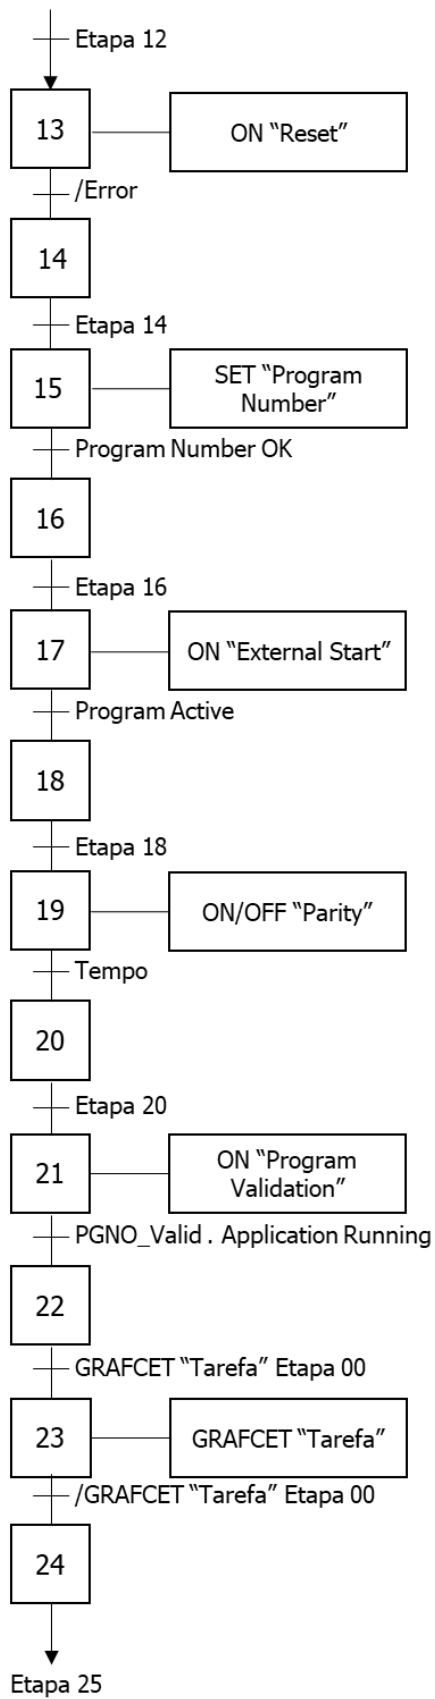 Etapa 12
13
ON “Reset”
/Error
14
Etapa 14
15
SET “Program
Number”
Program Number OK
16
Etapa 16
17
ON “External Start”
Program Active
18
Etapa 18
19
ON/OFF “Parity”
Tempo
20
Etapa 20
21
ON “Program
Validation”
PGNO_Valid . Application Running
22
GRAFCET “Tarefa” Etapa 00
23
GRAFCET “Tarefa”
/GRAFCET “Tarefa” Etapa 00
24
Etapa 25